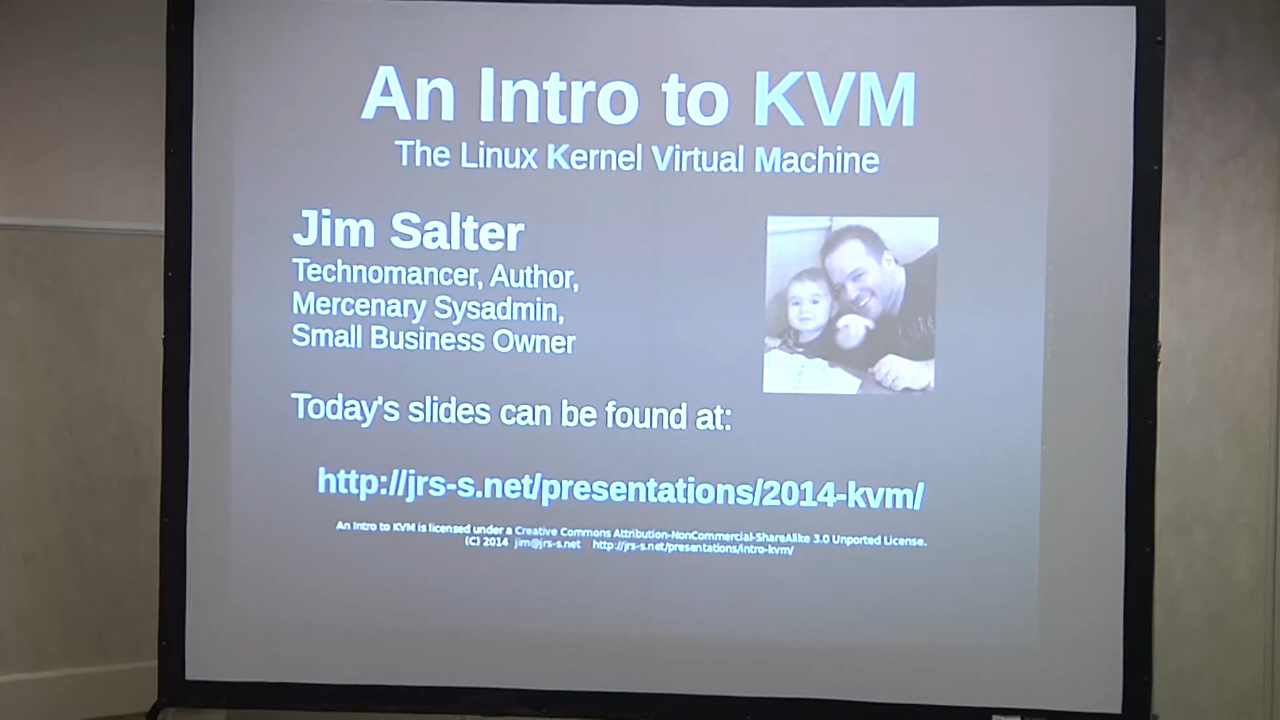 An Intro to KVM
The Linux Kernel Virtual Machine
Jim Salter
Technomancer, Author,
Mercenary Sysadmin,
Small Business Owner
Today's slides can be found at:
http://jrs-s.net/presentations/2014-kvm/
An Intro to KVM is licensed under a Creative Commons Attribution-NonCommercial-ShareAlike 3.0 Unported License.
(C) 2014 jim@jrs-s.net http://jrs-s.net/presentations/intro-kvm/